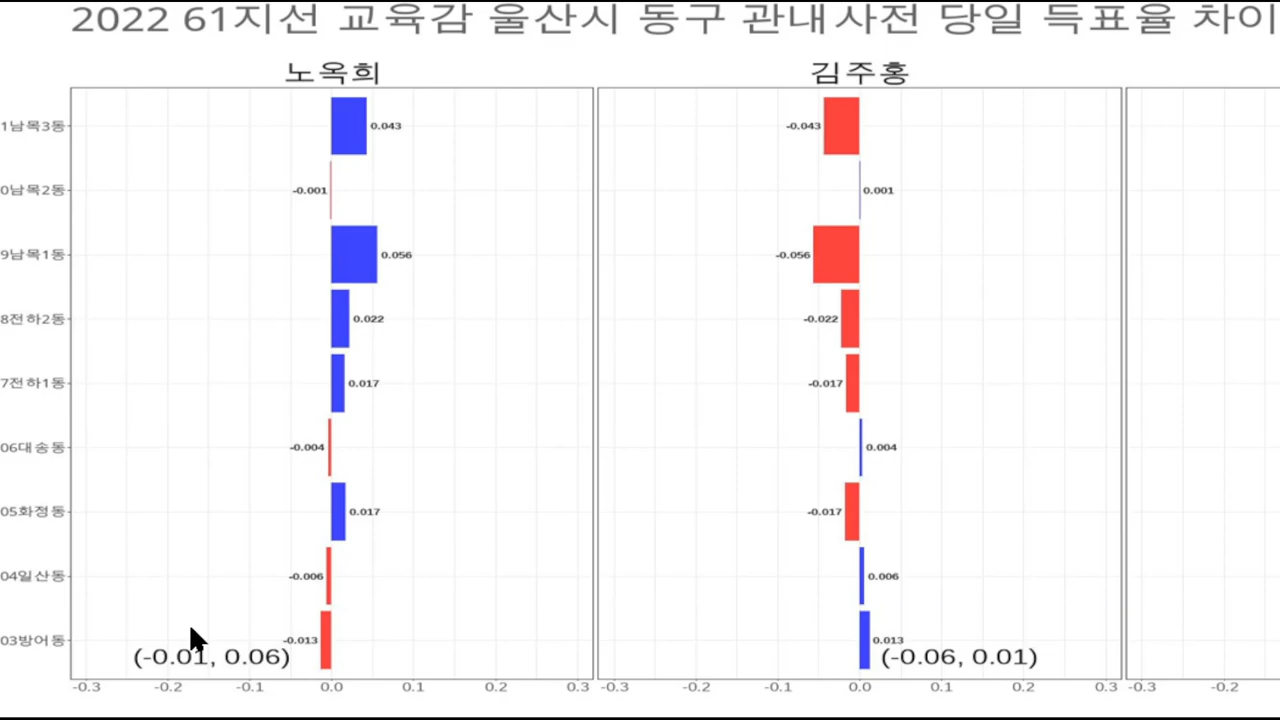 2022 61지선 교육감 울산시 동구 관내사전 당일 득표율 차이
노옥희 김주홍
1남목3동 0.043 -0.043
0남목2동 -0.001 0.001
9남목1동 0.056 -0.056
8전하2동 0.022 -0.022
7전하1동 0.017 -0.017
06대송동 -0.004 0.004
05화정동 0.017 -0.017
04일산동 -0.006 0.006
03방어동 -0.013 0.013
(-0.01, 0.06) (-0.06, 0.01)
-0.3 -0.2 -0.1 0.0 0.1 0.2 0.3 -0.3 -0.2 -0.1 0.0 0.1 0.2 0.3 -0.3 -0.2